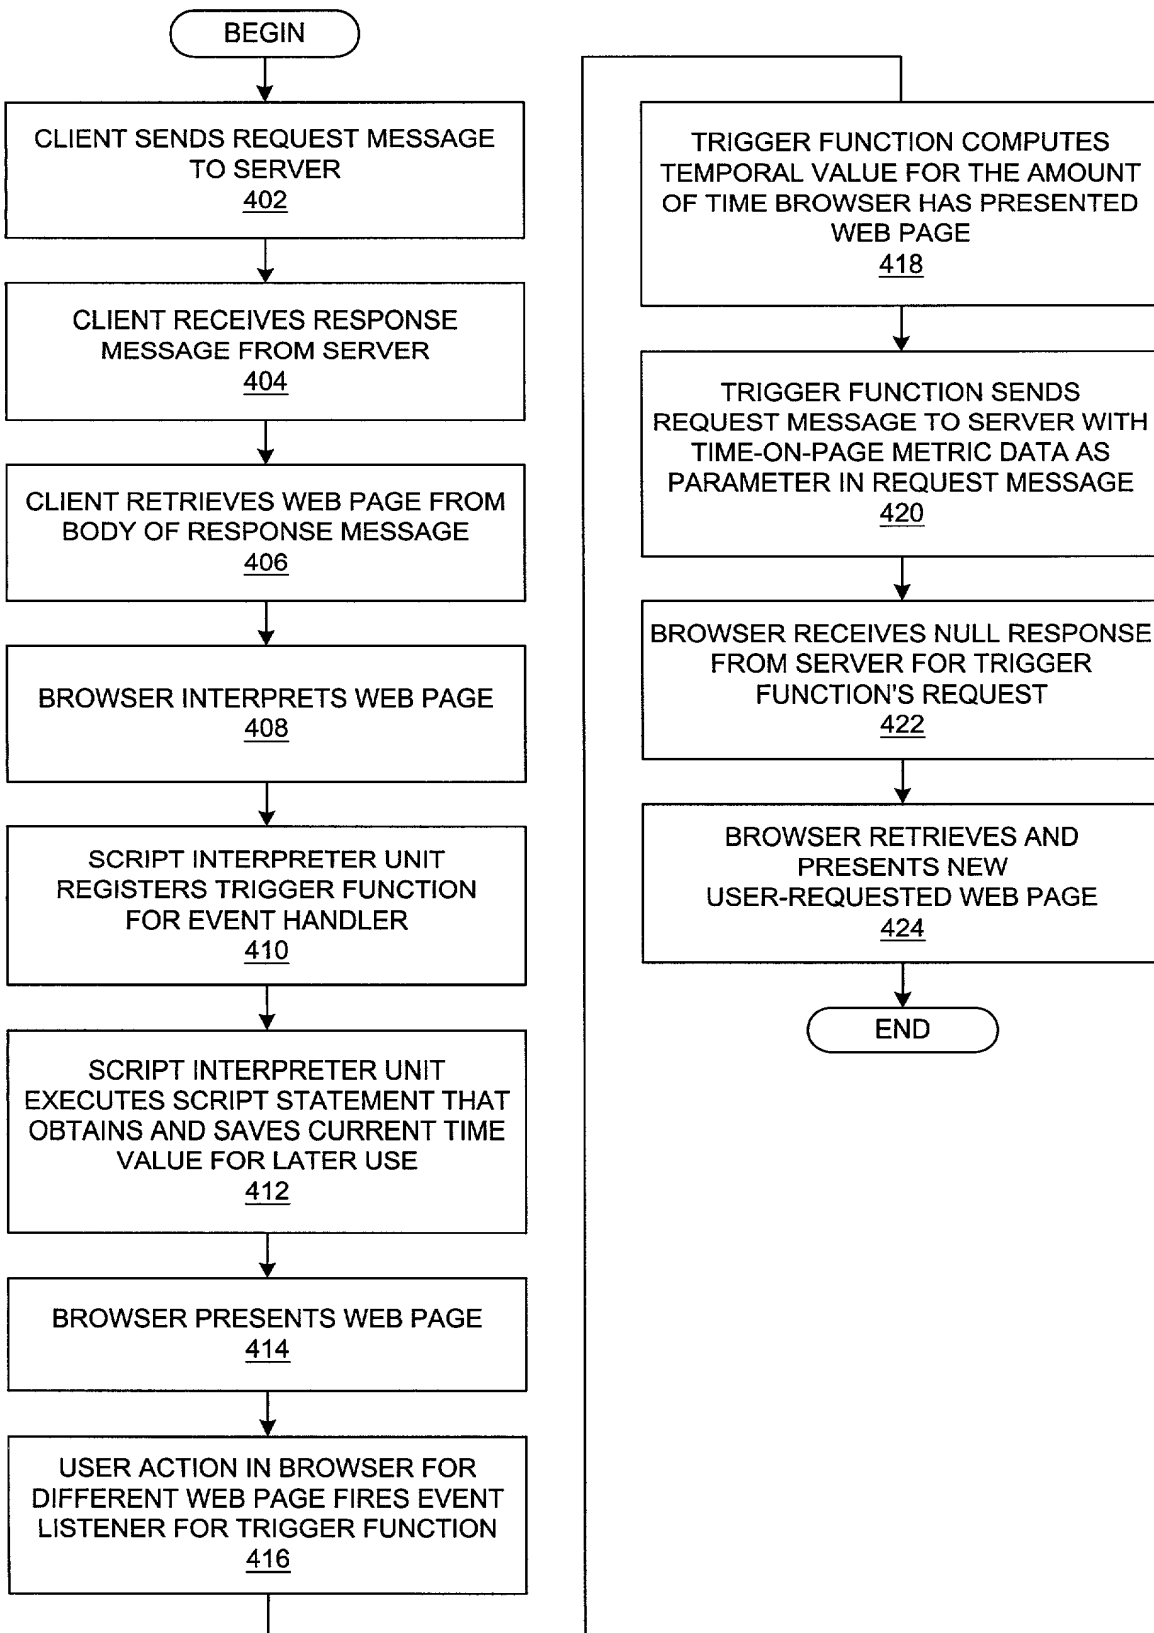 BEGIN
CLIENT SENDS REQUEST MESSAGE
TO SERVER
402
CLIENT RECEIVES RESPONSE
MESSAGE FROM SERVER
404
CLIENT RETRIEVES WEB PAGE FROM
BODY OF RESPONSE MESSAGE
406
BROWSER INTERPRETS WEB PAGE
408
SCRIPT INTERPRETER UNIT
REGISTERS TRIGGER FUNCTION
FOR EVENT HANDLER
410
SCRIPT INTERPRETER UNIT
EXECUTES SCRIPT STATEMENT THAT
OBTAINS AND SAVES CURRENT TIME
VALUE FOR LATER USE
412
BROWSER PRESENTS WEB PAGE
414
USER ACTION IN BROWSER FOR
DIFFERENT WEB PAGE FIRES EVENT
LISTENER FOR TRIGGER FUNCTION
416
TRIGGER FUNCTION COMPUTES
TEMPORAL VALUE FOR THE AMOUNT
OF TIME BROWSER HAS PRESENTED
WEB PAGE
418
TRIGGER FUNCTION SENDS
REQUEST MESSAGE TO SERVER WITH
TIME-ON-PAGE METRIC DATA AS
PARAMETER IN REQUEST MESSAGE
420
BROWSER RECEIVES NULL RESPONSE
FROM SERVER FOR TRIGGER
FUNCTION'S REQUEST
422
BROWSER RETRIEVES AND
PRESENTS NEW
USER-REQUESTED WEB PAGE
424
END